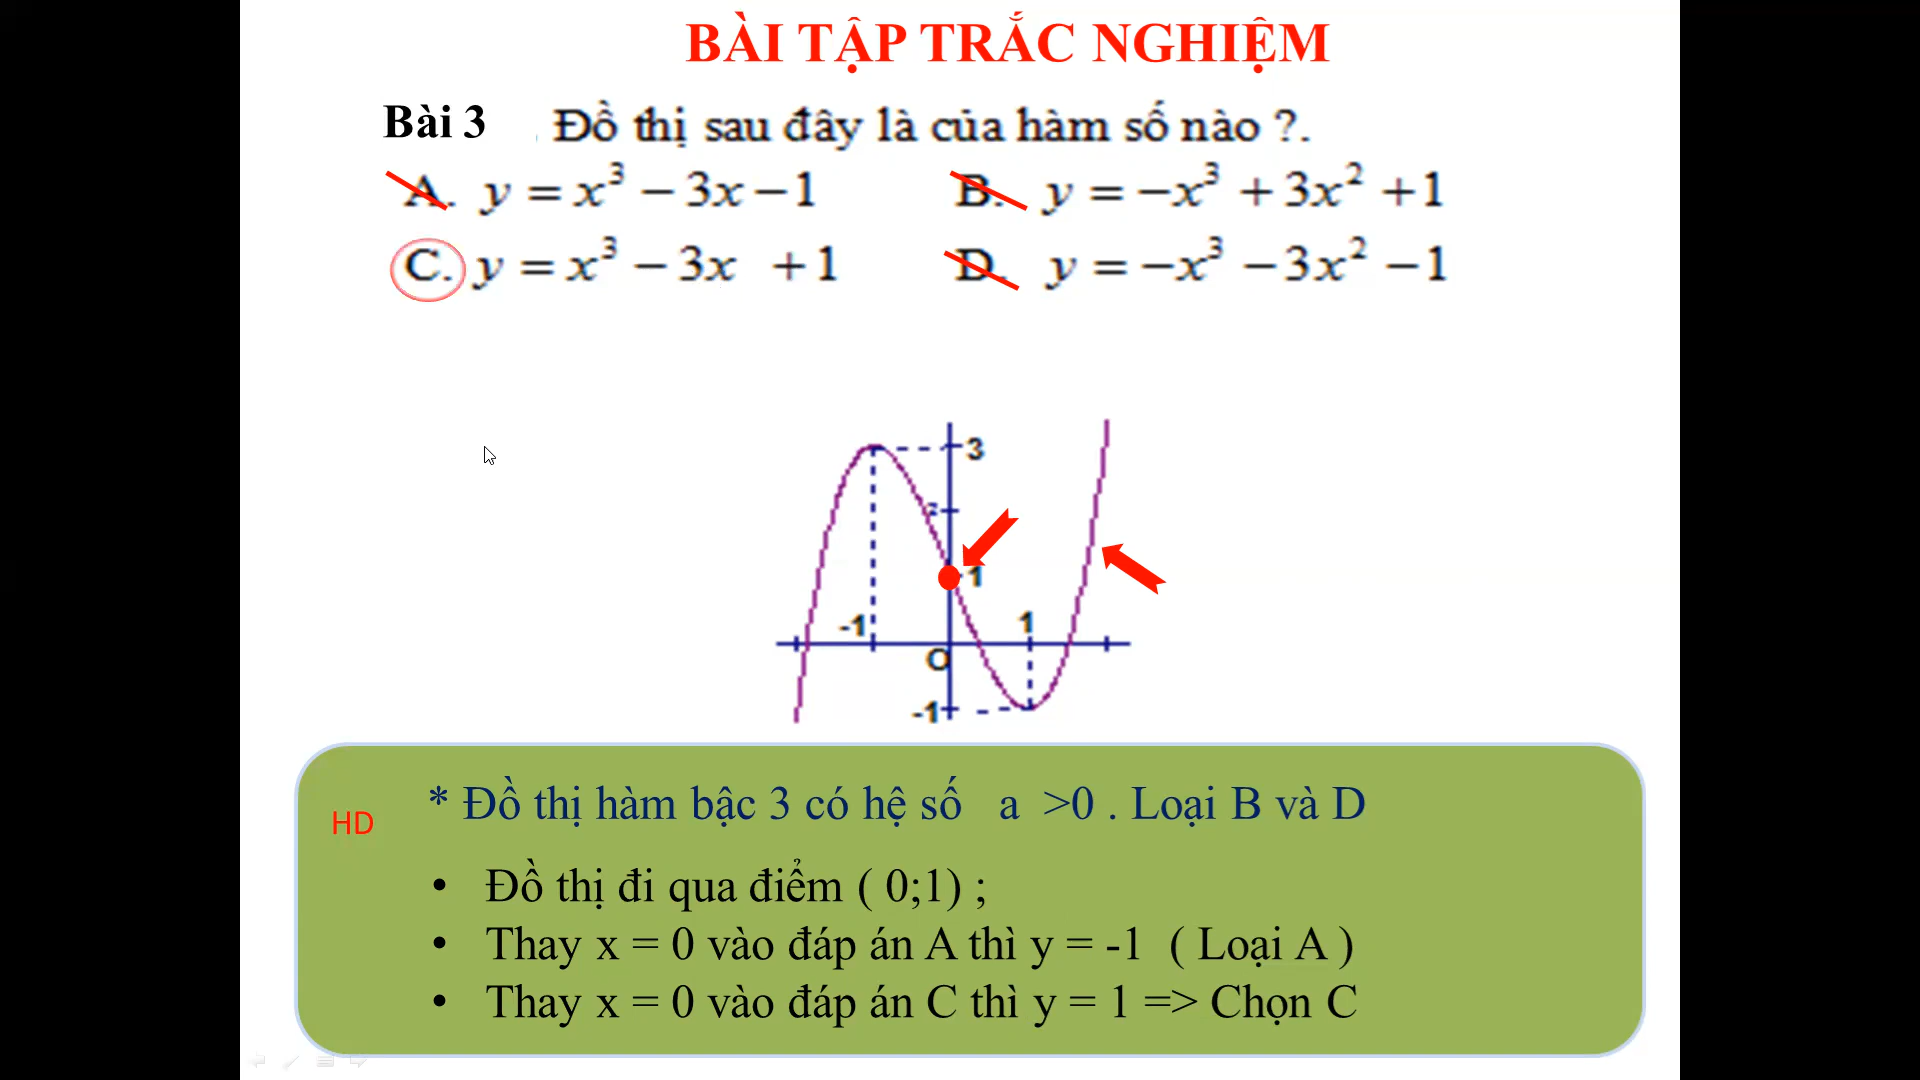 BÀI TẬP TRẮC NGHIỆM
Bài 3 Đồ thị sau đây là của hàm số nào ?.
A. y = x³ − 3x − 1 B. y = −x³ + 3x² + 1
C. y = x³ − 3x + 1 D. y = −x³ − 3x² − 1
3
2
1
-1 1
O
-1
* Đồ thị hàm bậc 3 có hệ số a >0 . Loại B và D
HD
• Đồ thị đi qua điểm ( 0;1) ;
• Thay x = 0 vào đáp án A thì y = -1 ( Loại A )
• Thay x = 0 vào đáp án C thì y = 1 => Chọn C